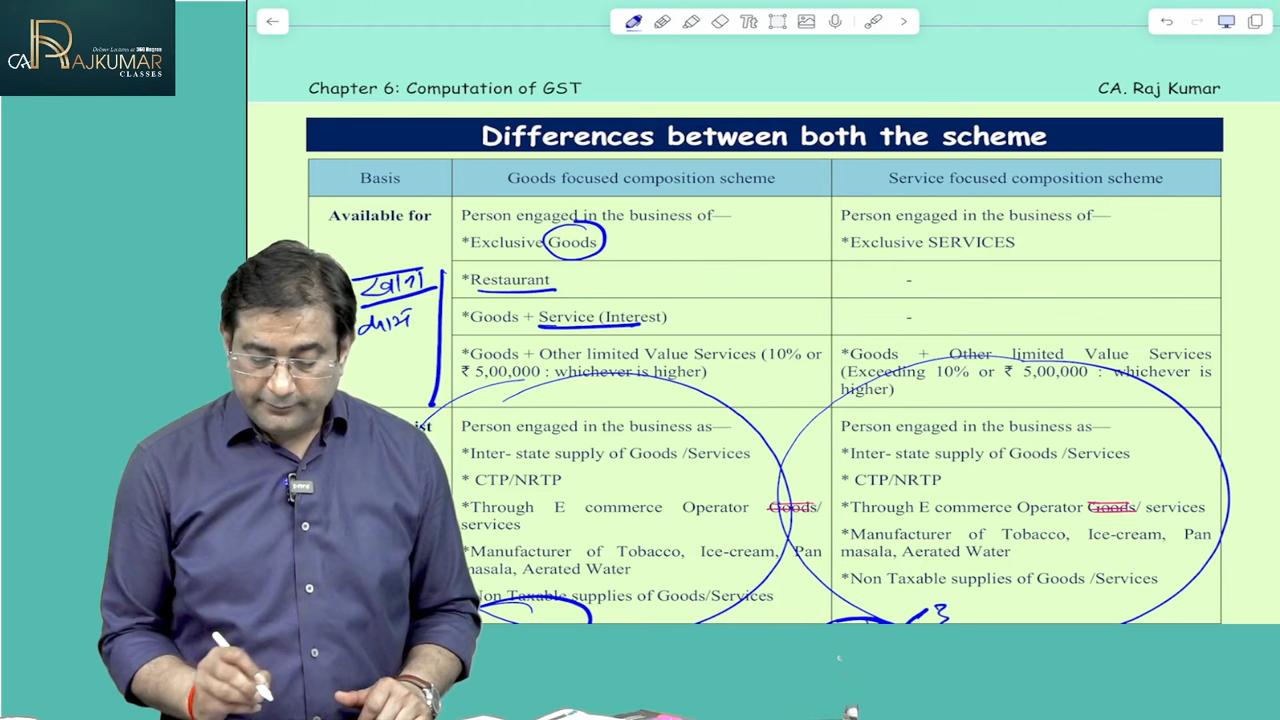 Deliver Lectures at 360 Degree
CA RAJKUMAR
CLASSES
Tt
Chapter 6: Computation of GST
CA. Raj Kumar
Differences between both the scheme
Basis
Goods focused composition scheme
Service focused composition scheme
Available for
Person engaged in the business of—
Person engaged in the business of—
*Exclusive Goods
*Exclusive SERVICES
*Restaurant
-
खाना
*Goods + Service (Interest)
-
*Goods + Other limited Value Services (10% or
₹ 5,00,000 : whichever is higher)
*Goods + Other limited Value Services
(Exceeding 10% or ₹ 5,00,000 : whichever is
higher)
Person engaged in the business as—
*Inter- state supply of Goods /Services
* CTP/NRTP
*Through E commerce Operator Goods/
services
*Manufacturer of Tobacco, Ice-cream, Pan
masala, Aerated Water
Non Taxable supplies of Goods/Services
Person engaged in the business as—
*Inter- state supply of Goods /Services
* CTP/NRTP
*Through E commerce Operator Goods/ services
*Manufacturer of Tobacco, Ice-cream, Pan
masala, Aerated Water
*Non Taxable supplies of Goods /Services